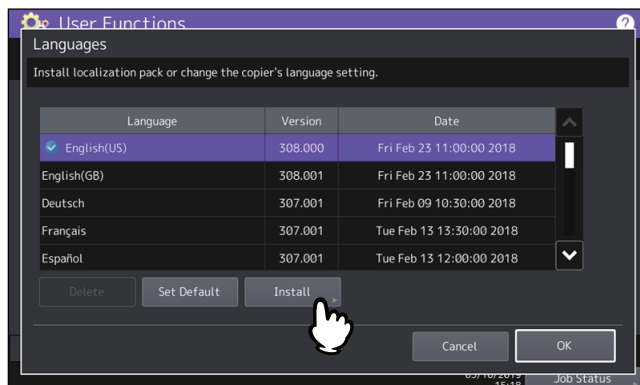 User Functions
?
Languages
Install localization pack or change the copier's language setting.
Language Version Date
English(US) 308.000 Fri Feb 23 11:00:00 2018
English(GB) 308.001 Fri Feb 23 11:00:00 2018
Deutsch 307.001 Fri Feb 09 10:30:00 2018
Français 307.001 Tue Feb 13 13:30:00 2018
Español 307.001 Tue Feb 13 12:00:00 2018
Delete Set Default Install
Cancel OK
15:18 Job Status